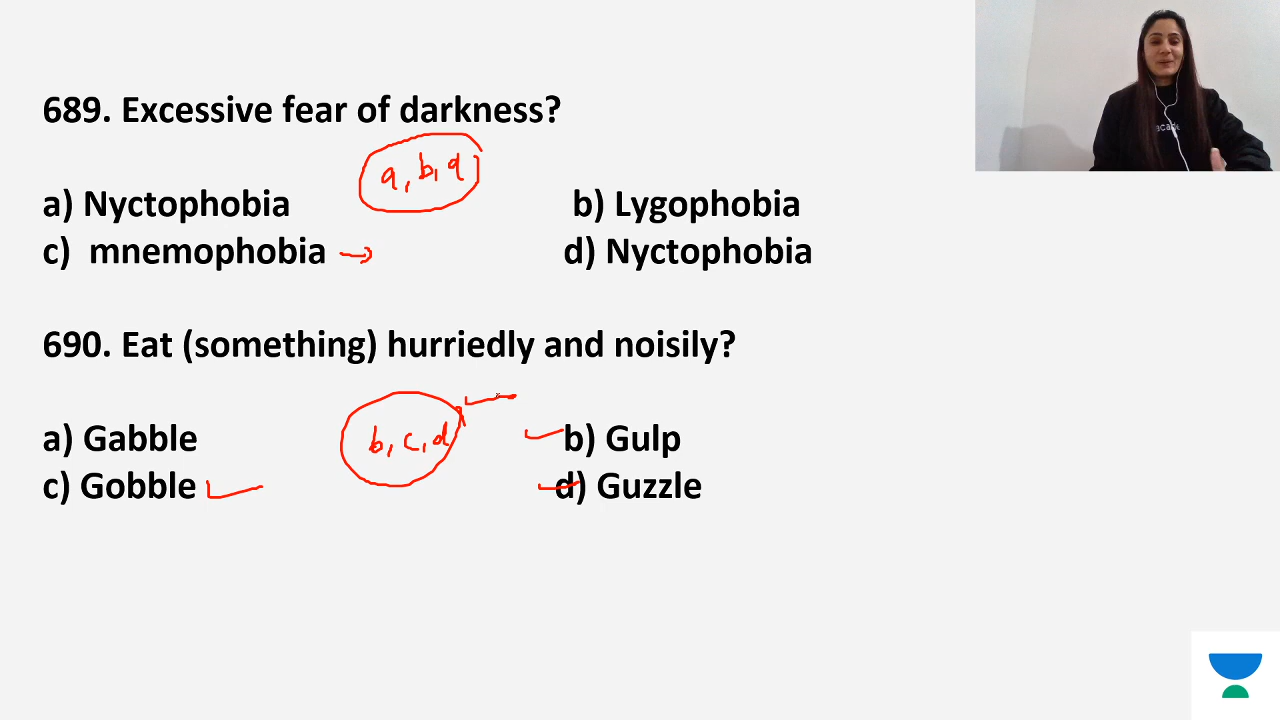 689. Excessive fear of darkness?
a, b, d
a) Nyctophobia b) Lygophobia
c) mnemophobia d) Nyctophobia
690. Eat (something) hurriedly and noisily?
b, c, d
a) Gabble b) Gulp
c) Gobble d) Guzzle
acade